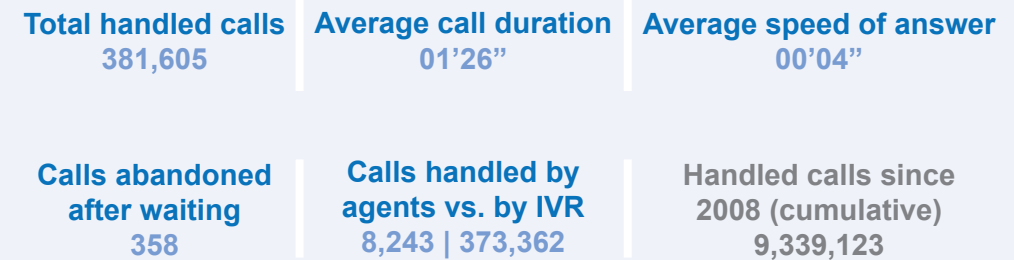 Total handled calls
381,605
Average call duration
01’26”
Average speed of answer
00’04”
Calls abandoned
after waiting
358
Calls handled by
agents vs. by IVR
8,243 | 373,362
Handled calls since
2008 (cumulative)
9,339,123